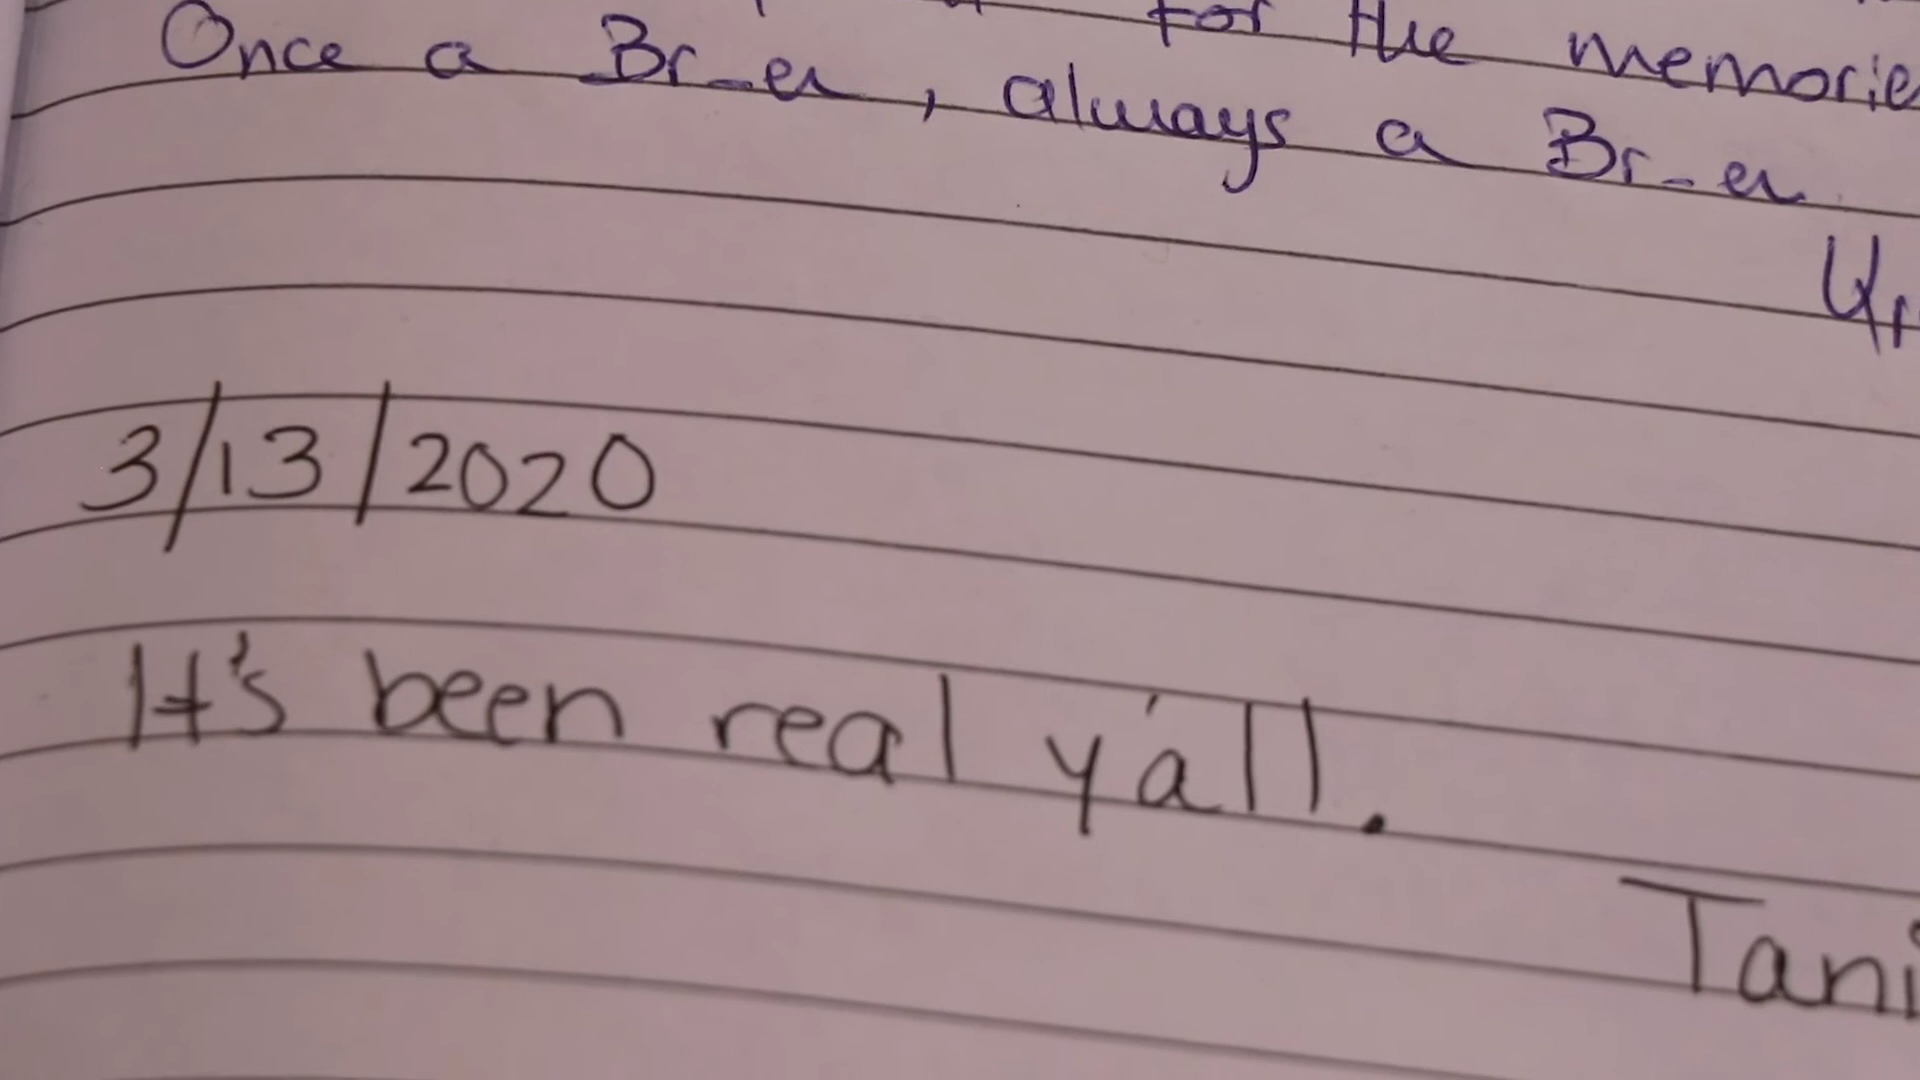 for the memorie
Once a Br-er, always a Br-er
3/13/2020
It's been real y'all.
Tani